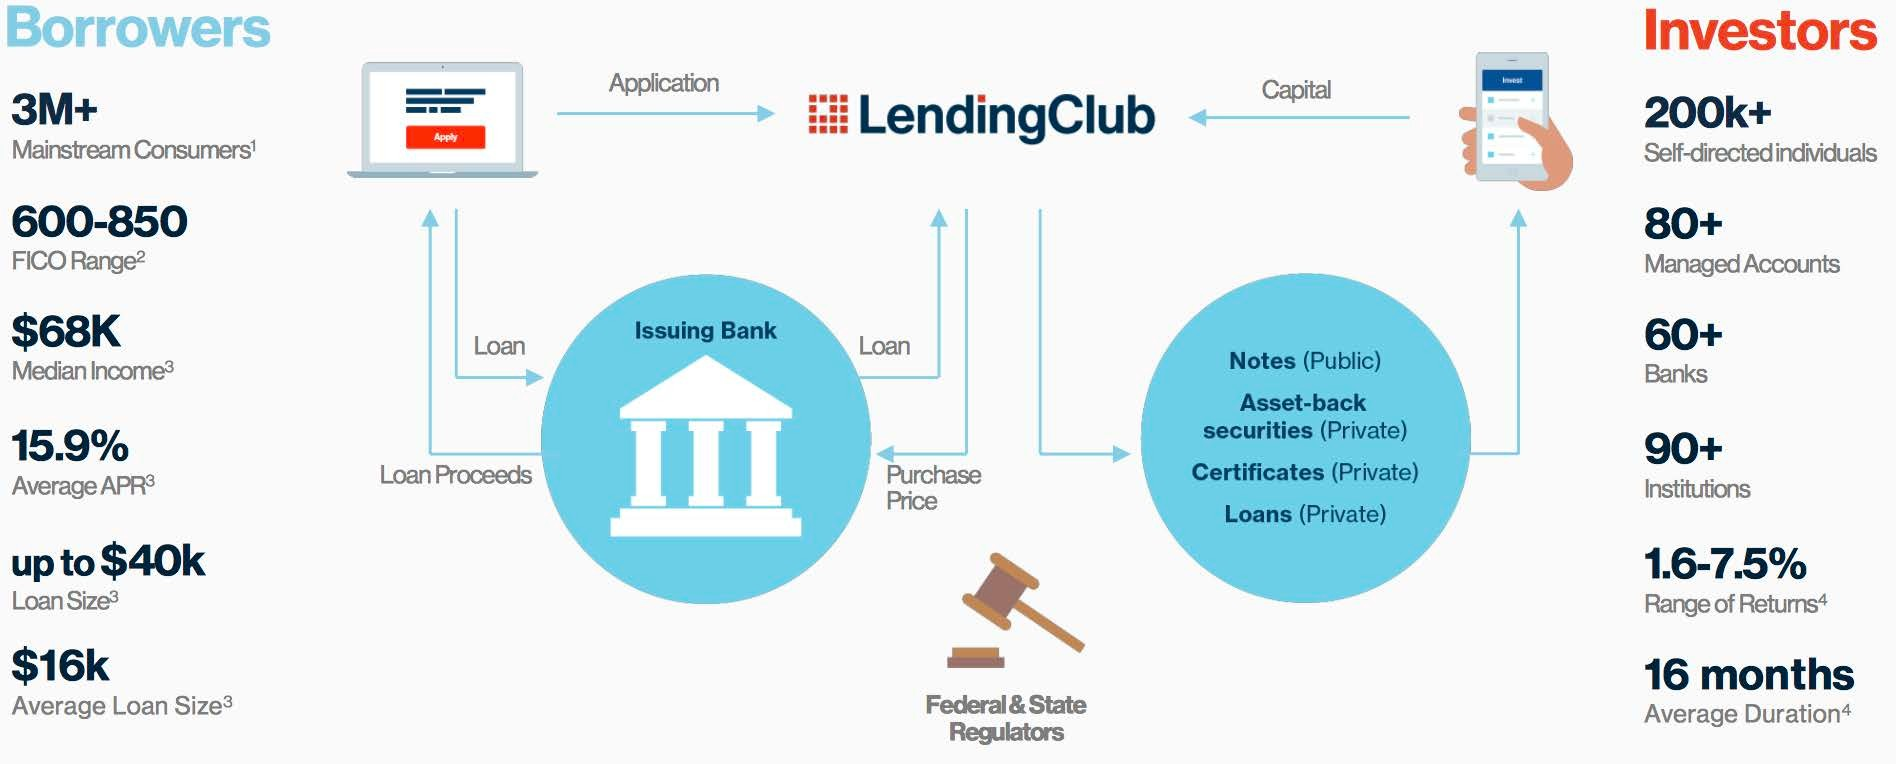 Borrowers
3M+
Mainstream Consumers¹
600-850
FICO Range²
$68K
Median Income³
15.9%
Average APR³
up to $40k
Loan Size³
$16k
Average Loan Size³
Apply
Application
LendingClub
Capital
Invest
Loan
Loan Proceeds
Issuing Bank
Loan
Purchase
Price
Notes (Public)
Asset-back
securities (Private)
Certificates (Private)
Loans (Private)
Federal & State
Regulators
Investors
200k+
Self-directed individuals
80+
Managed Accounts
60+
Banks
90+
Institutions
1.6-7.5%
Range of Returns⁴
16 months
Average Duration⁴